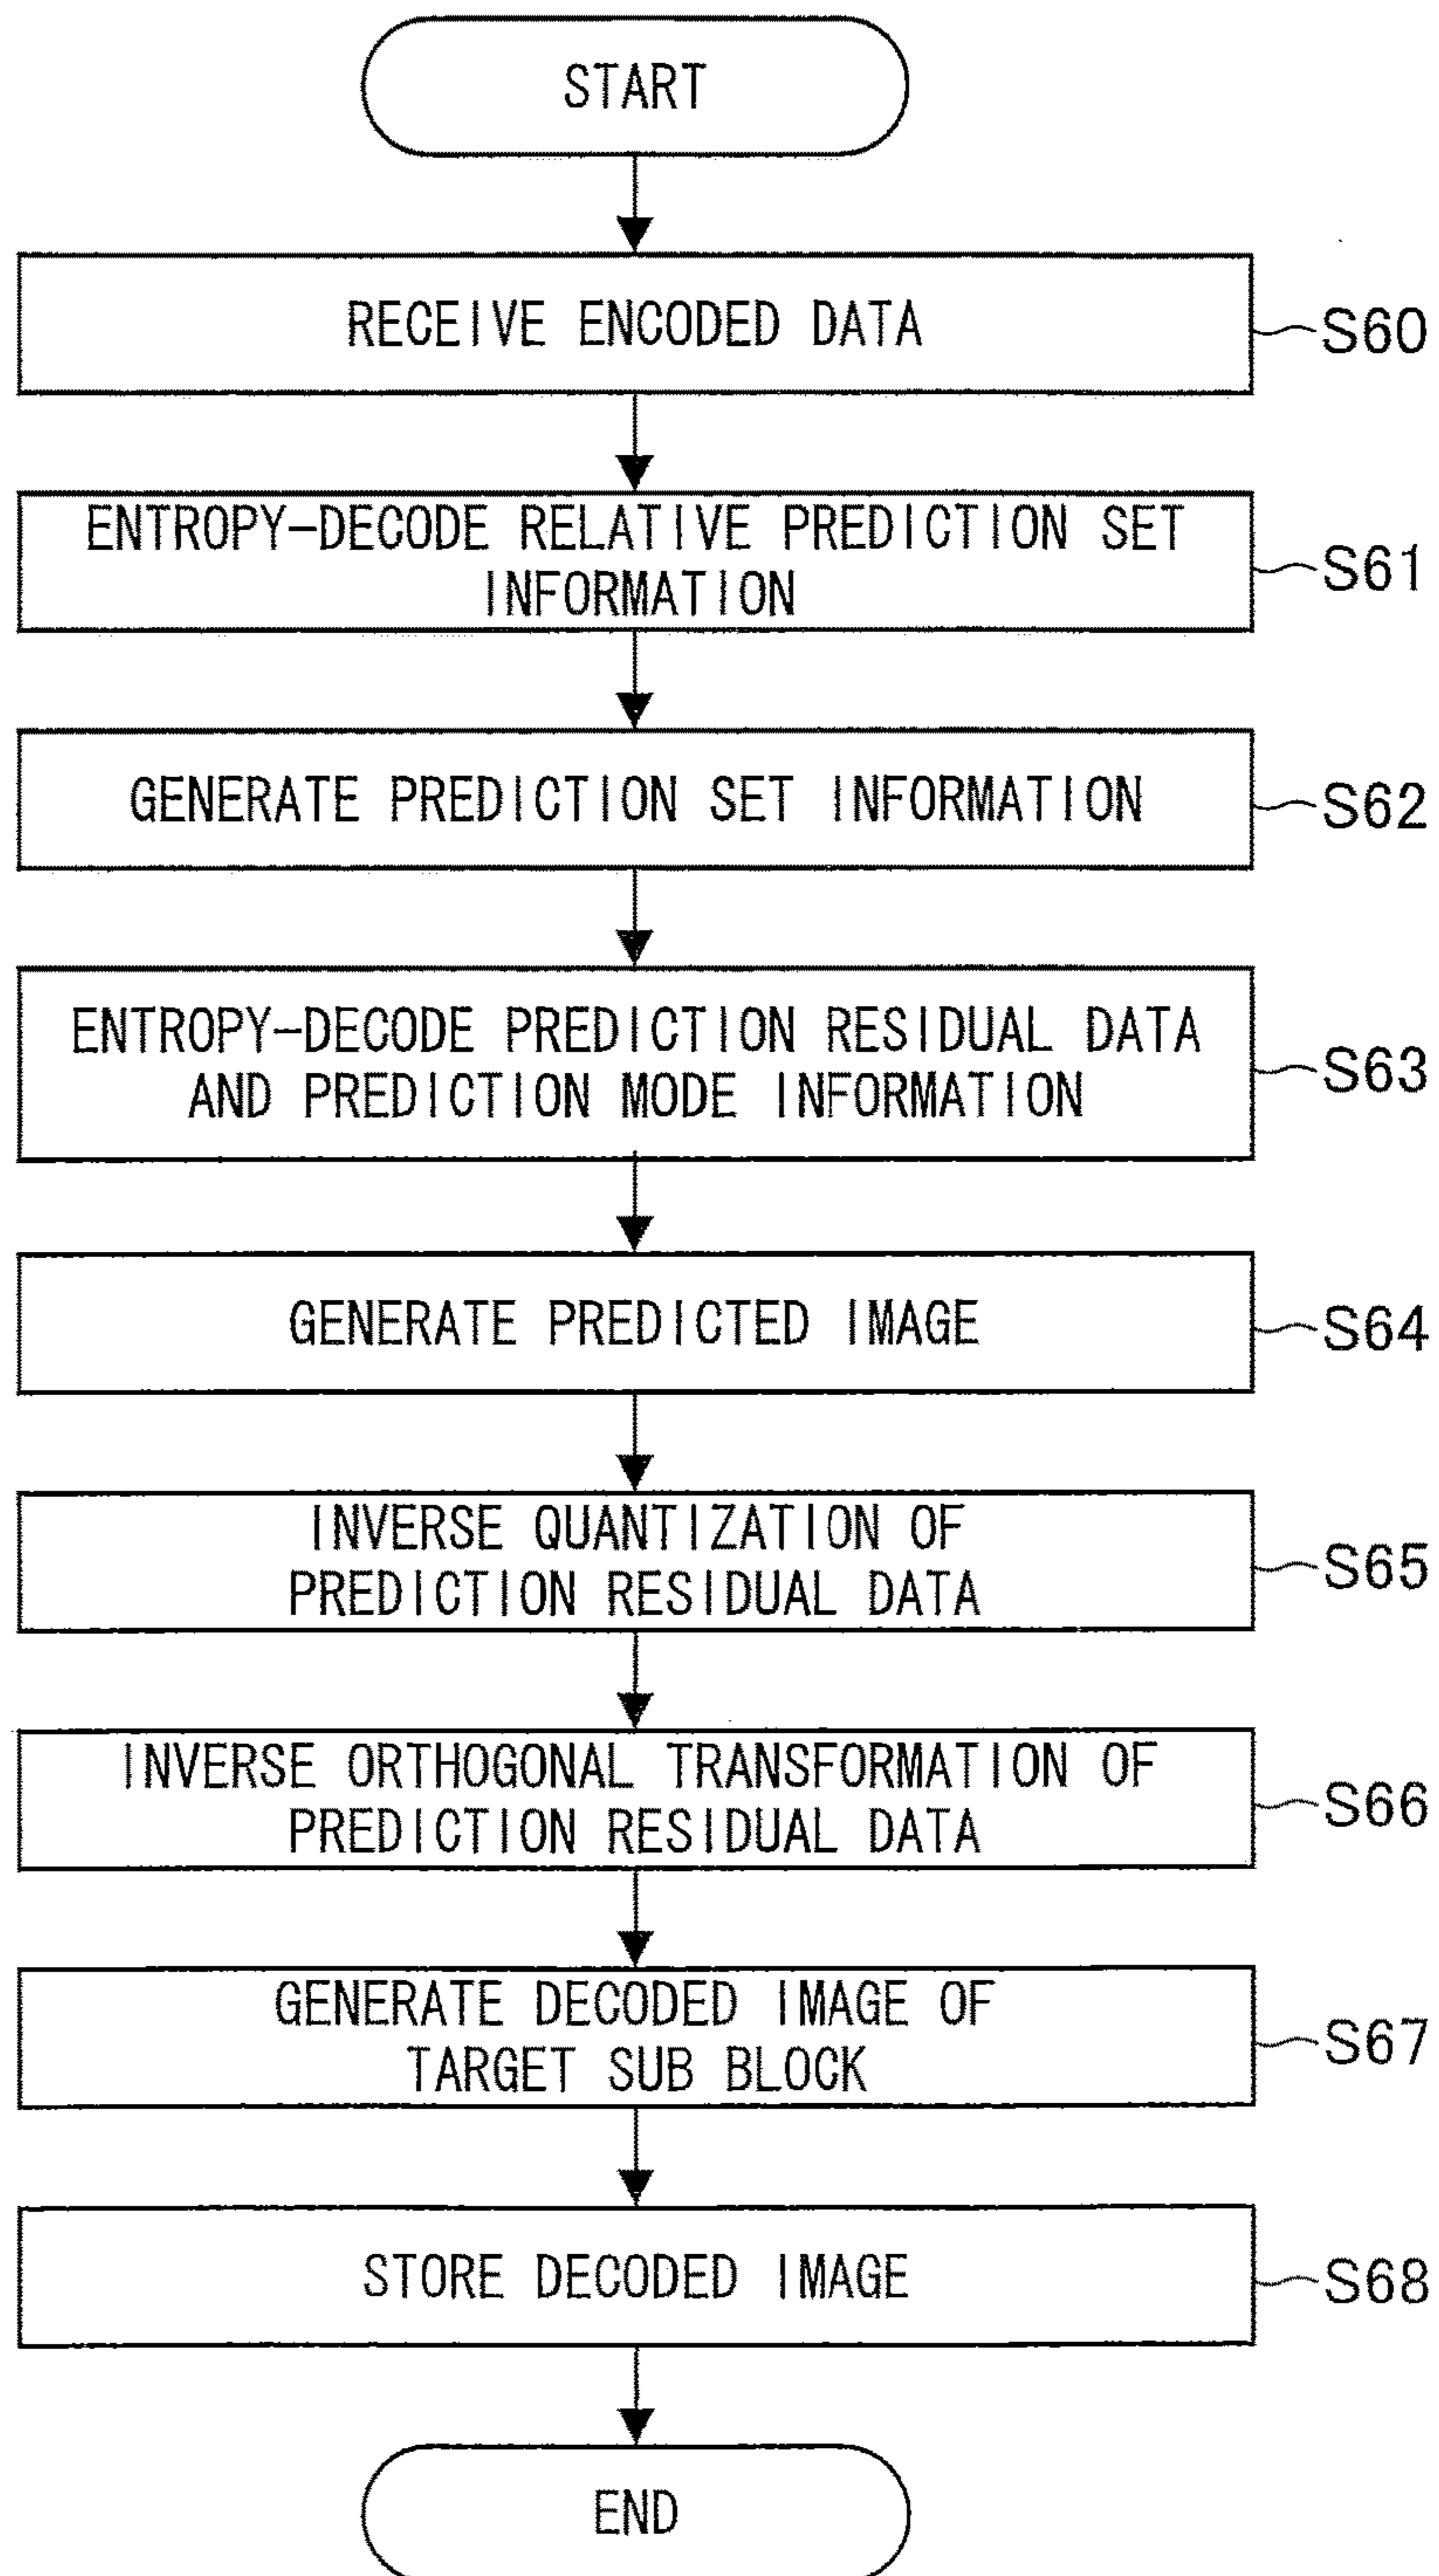 START
RECEIVE ENCODED DATA
S60
ENTROPY-DECODE RELATIVE PREDICTION SET
INFORMATION
S61
GENERATE PREDICTION SET INFORMATION
S62
ENTROPY-DECODE PREDICTION RESIDUAL DATA
AND PREDICTION MODE INFORMATION
S63
GENERATE PREDICTED IMAGE
S64
INVERSE QUANTIZATION OF
PREDICTION RESIDUAL DATA
S65
INVERSE ORTHOGONAL TRANSFORMATION OF
PREDICTION RESIDUAL DATA
S66
GENERATE DECODED IMAGE OF
TARGET SUB BLOCK
S67
STORE DECODED IMAGE
S68
END